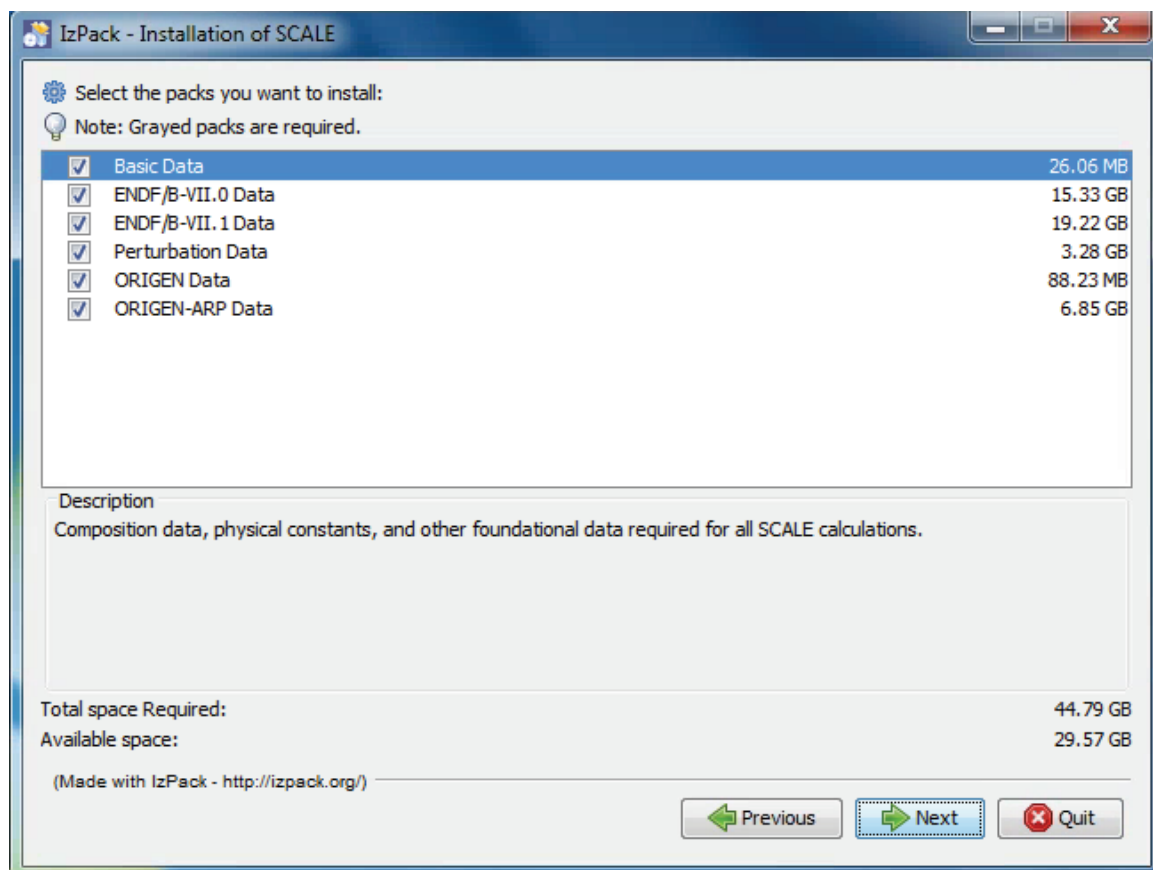 IzPack - Installation of SCALE
Select the packs you want to install:
Note: Grayed packs are required.
Basic Data 26.06 MB
ENDF/B-VII.0 Data 15.33 GB
ENDF/B-VII.1 Data 19.22 GB
Perturbation Data 3.28 GB
ORIGEN Data 88.23 MB
ORIGEN-ARP Data 6.85 GB
Description
Composition data, physical constants, and other foundational data required for all SCALE calculations.
Total space Required: 44.79 GB
Available space: 29.57 GB
(Made with IzPack - http://izpack.org/)
Previous Next Quit